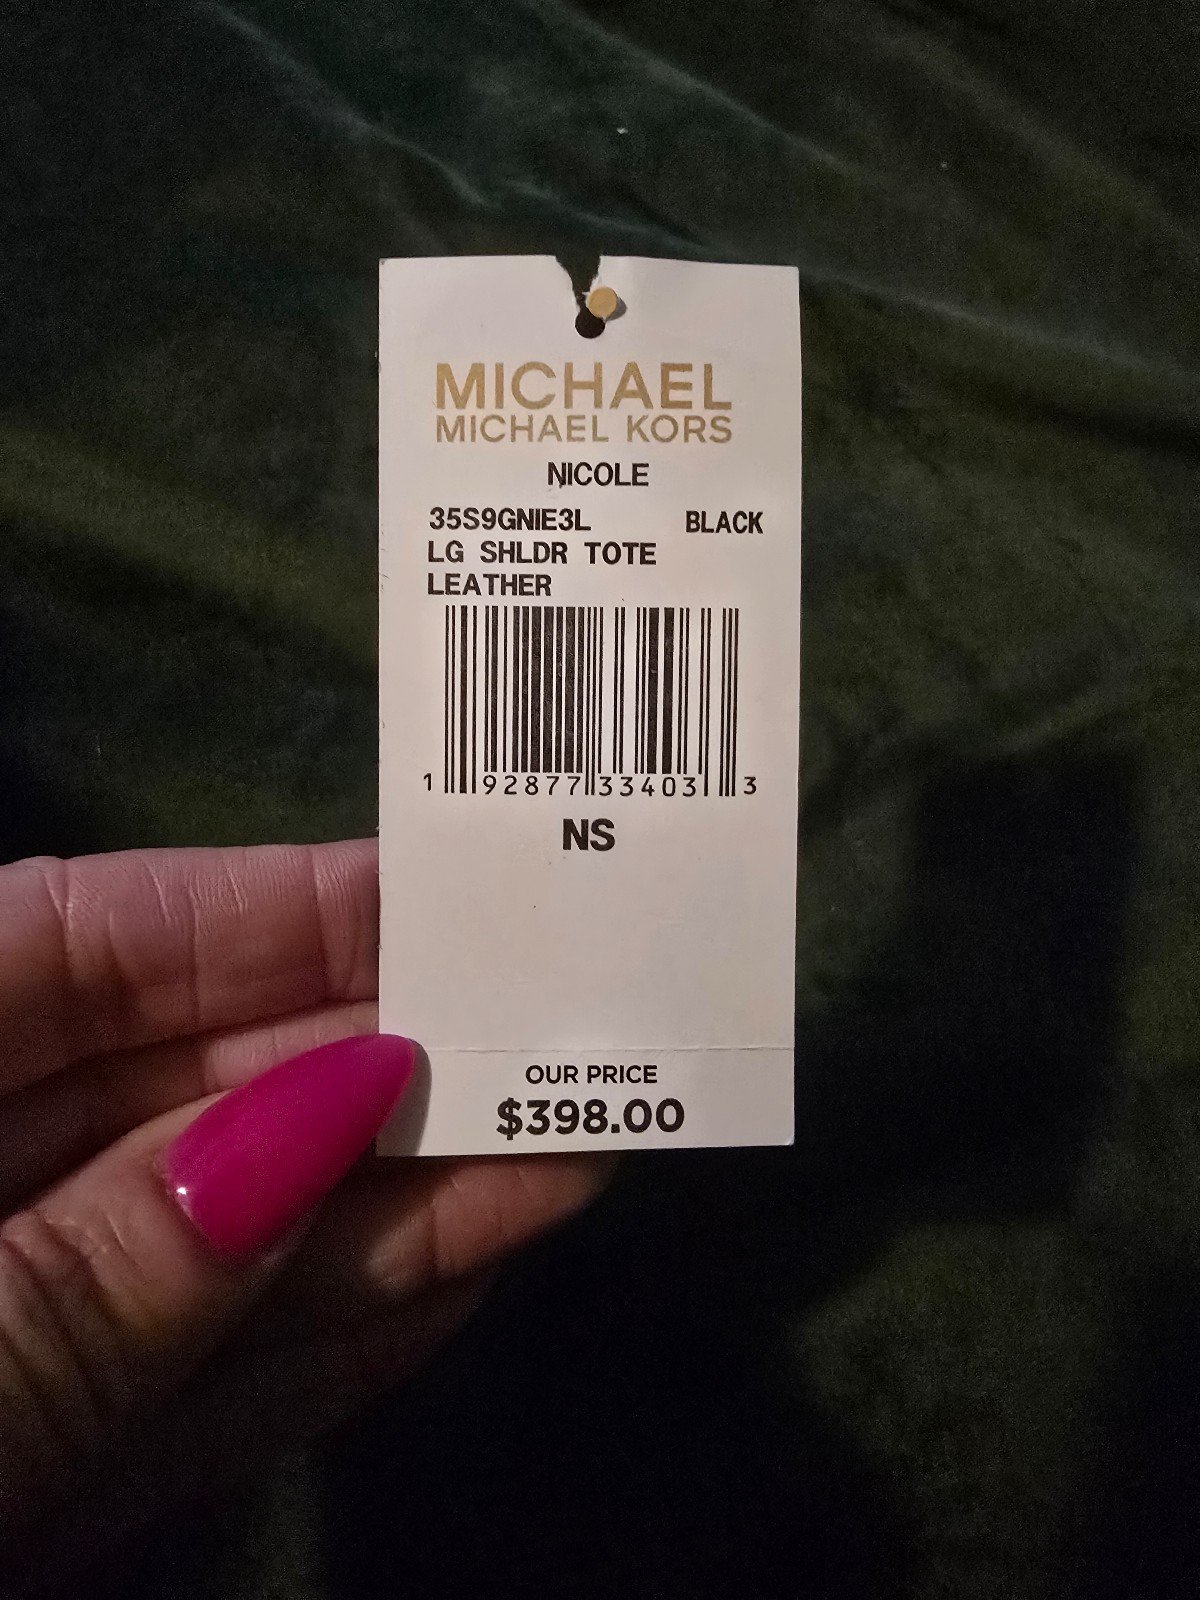 MICHAEL
MICHAEL KORS
NICOLE
35S9GNIE3L BLACK
LG SHLDR TOTE
LEATHER
1 92877 33403 3
NS
OUR PRICE
$398.00